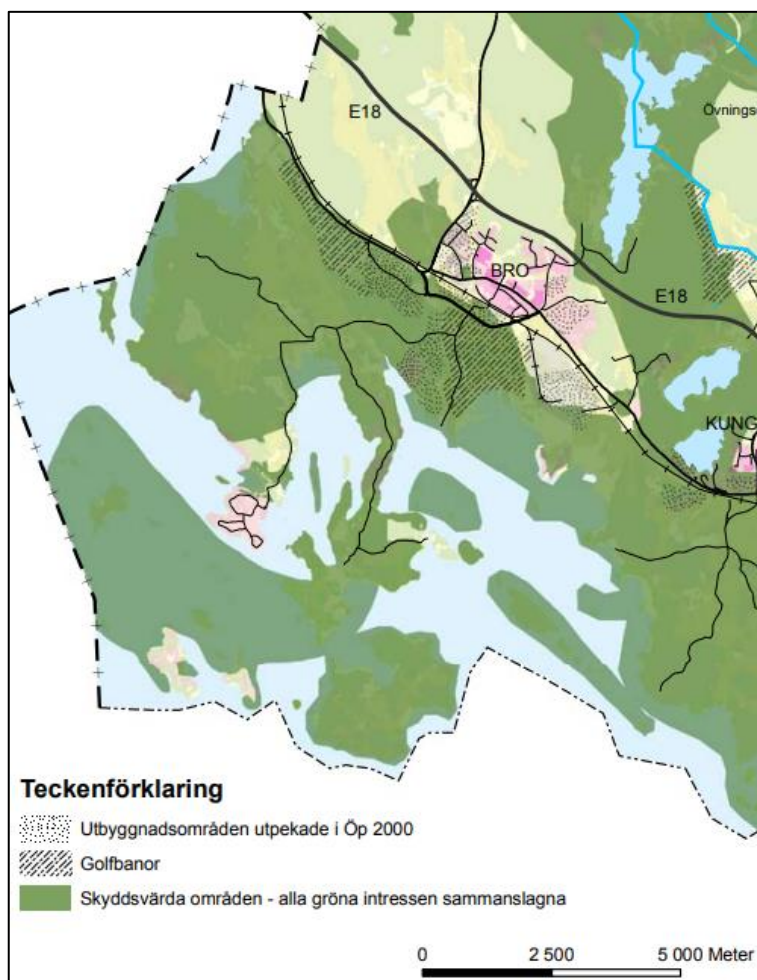 E18
Övningso
BRO
E18
KUNG
Teckenförklaring
Utbyggnadsområden utpekade i Öp 2000
Golfbanor
Skyddsvärda områden - alla gröna intressen sammanslagna
0 2 500 5 000 Meter